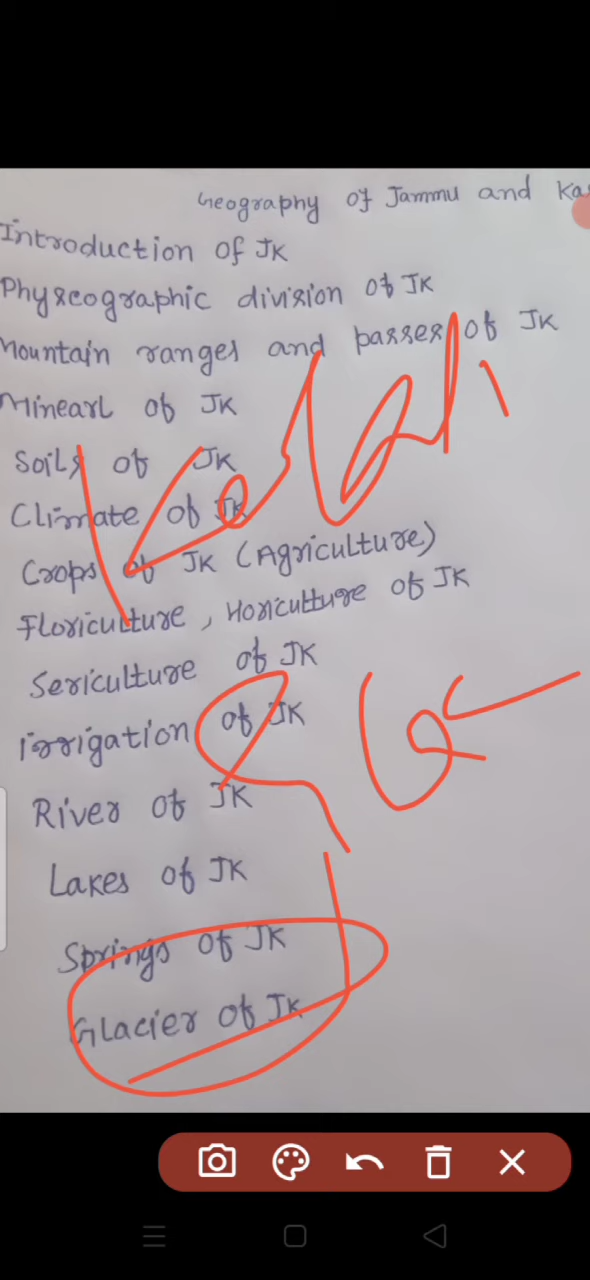 Geography of Jammu and Ka
Introduction of JK
Physeographic division of JK
Mountain ranges and passes of JK
Minearl of JK
Soils of JK
Climate of JK
Crops of JK (Agriculture)
Floriculture, Horiculture of JK
Sericulture of JK
irrigation of JK
River of JK
Lakes of JK
Springs of JK
Glacier of JK